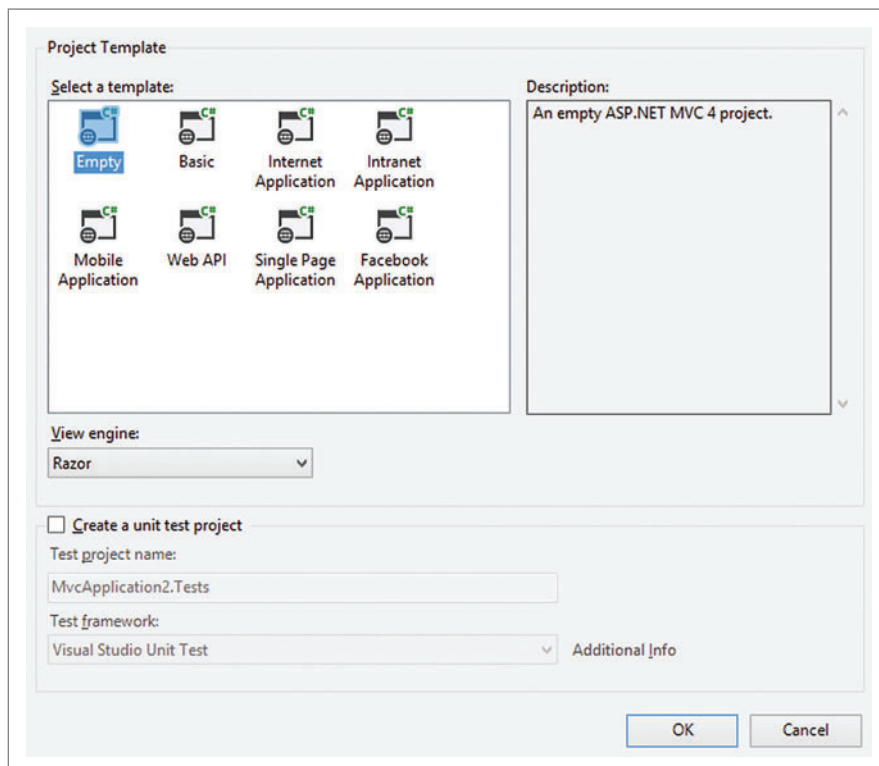 Project Template
Select a template:
Description:
C# C# C# C#
Empty Basic Internet Application Intranet Application
C# C# C# C#
Mobile Application Web API Single Page Application Facebook Application
An empty ASP.NET MVC 4 project.
View engine:
Razor
Create a unit test project
Test project name:
MvcApplication2.Tests
Test framework:
Visual Studio Unit Test
Additional Info
OK
Cancel